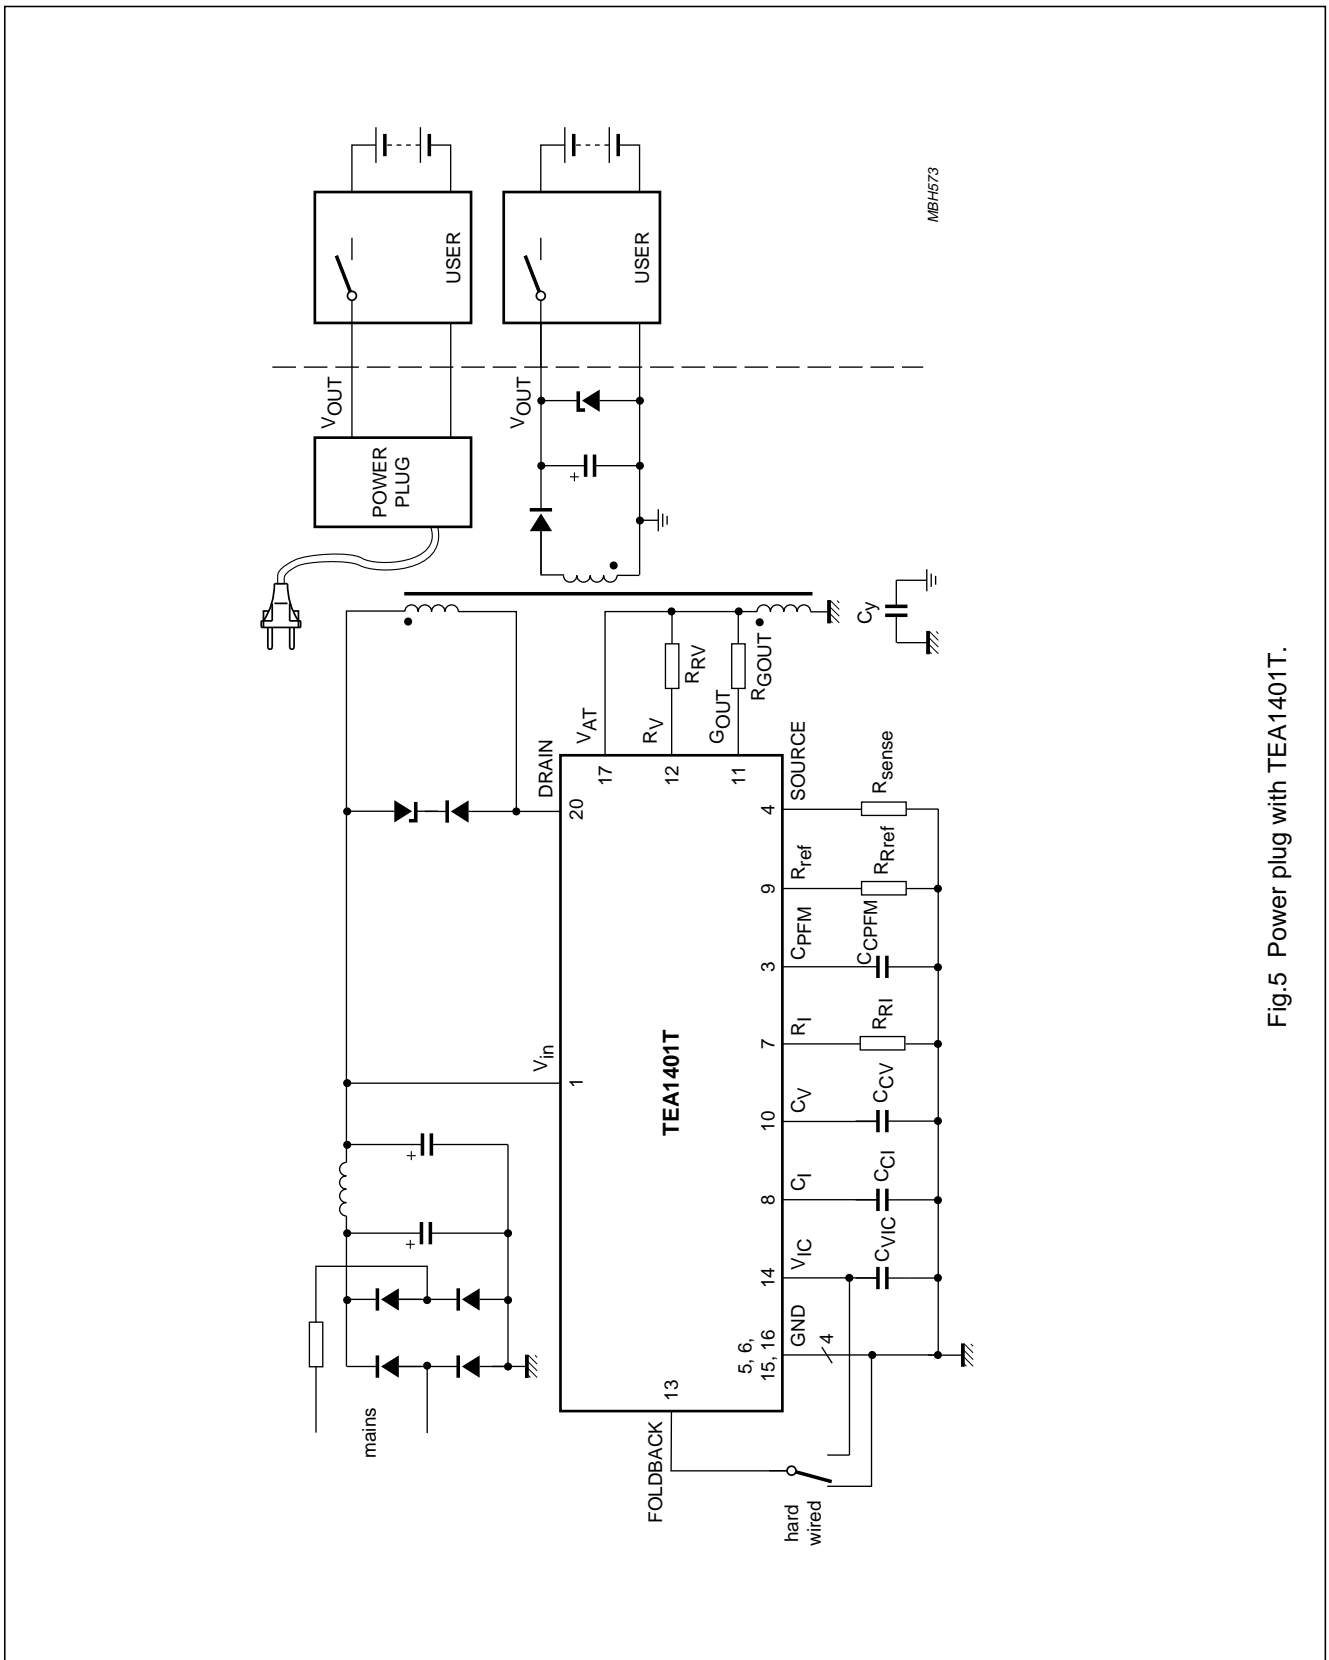 mains
V_in
DRAIN
1
20
FOLDBACK
13
TEA1401T
17
V_AT
12
R_V
R_RV
11
G_OUT
R_GOUT
5, 6,
15, 16
GND
4
14
V_IC
C_VIC
8
C_I
C_CI
10
C_V
C_CV
7
R_I
R_RI
3
C_PFM
C_CPFM
9
R_ref
R_Rref
4
SOURCE
R_sense
hard
wired
C_y
+
+
+
POWER
PLUG
V_OUT
USER
V_OUT
USER
MBH573
Fig.5 Power plug with TEA1401T.